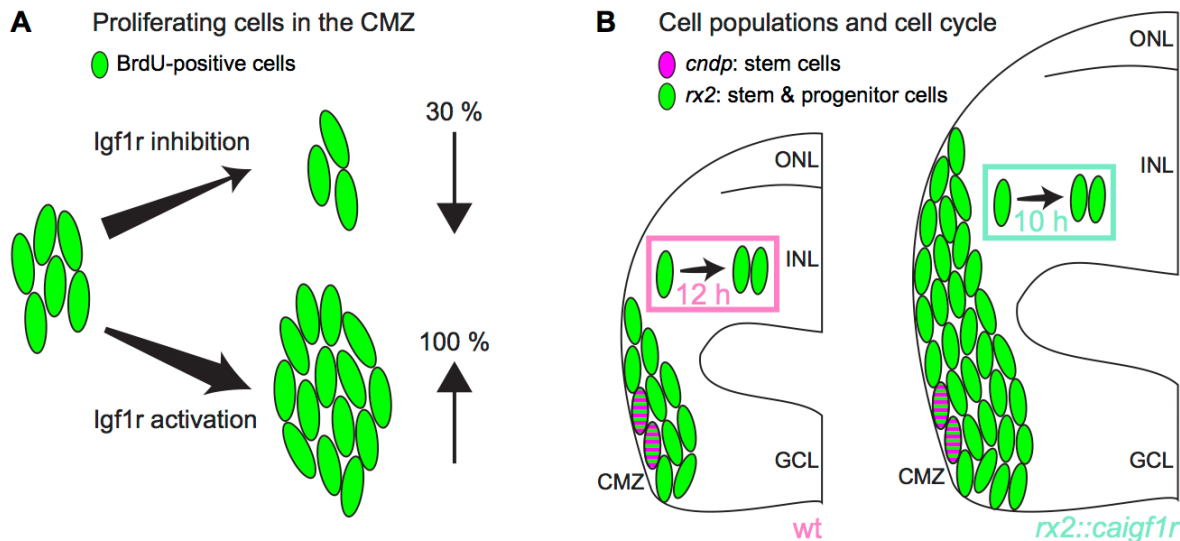 A Proliferating cells in the CMZ
BrdU-positive cells
Igf1r inhibition
30 %
Igf1r activation
100 %
B Cell populations and cell cycle
cndp: stem cells
rx2: stem & progenitor cells
ONL
12 h
INL
GCL
CMZ
wt
ONL
10 h
INL
GCL
CMZ
rx2::caigf1r